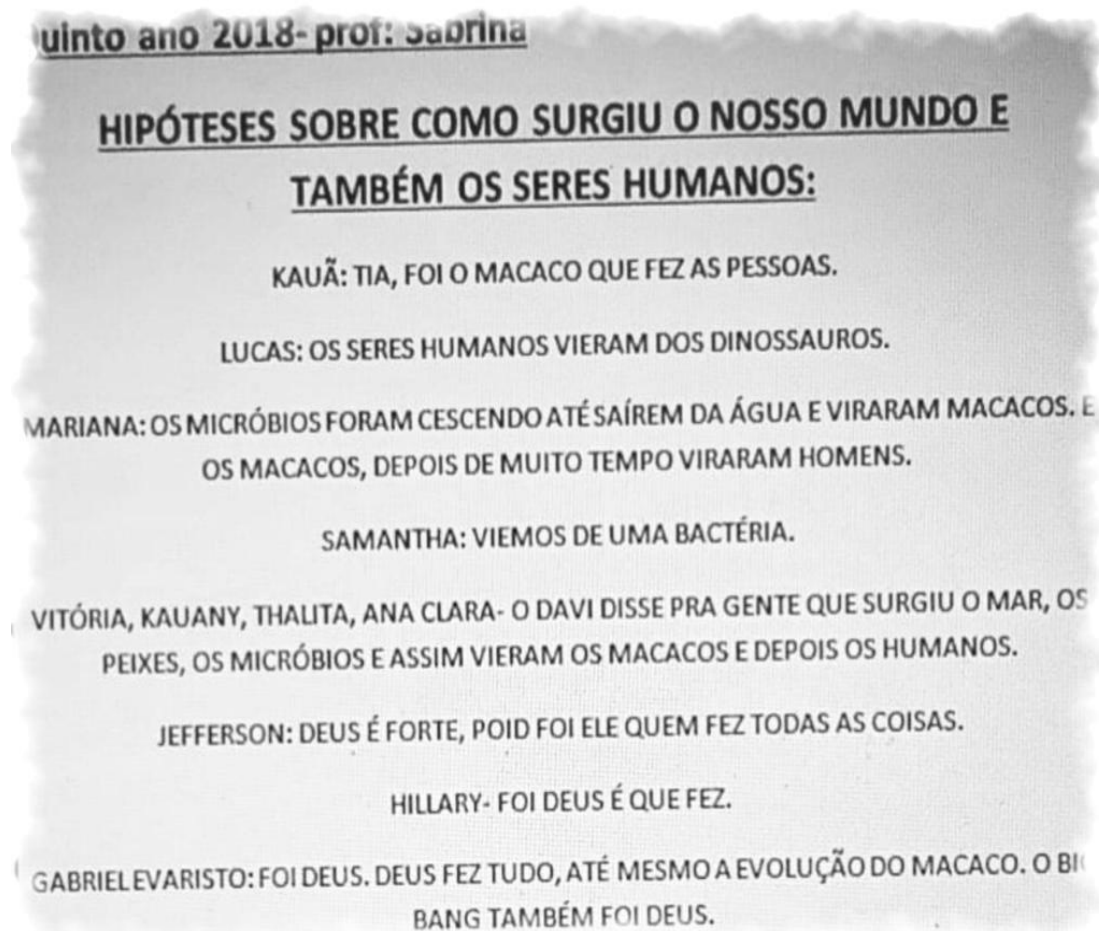 uinto ano 2018- prof: Sabrina
HIPÓTESES SOBRE COMO SURGIU O NOSSO MUNDO E
TAMBÉM OS SERES HUMANOS:
KAUÃ: TIA, FOI O MACACO QUE FEZ AS PESSOAS.
LUCAS: OS SERES HUMANOS VIERAM DOS DINOSSAUROS.
MARIANA: OS MICRÓBIOS FORAM CESCENDO ATÉ SAÍREM DA ÁGUA E VIRARAM MACACOS. E
OS MACACOS, DEPOIS DE MUITO TEMPO VIRARAM HOMENS.
SAMANTHA: VIEMOS DE UMA BACTÉRIA.
VITÓRIA, KAUANY, THALITA, ANA CLARA- O DAVI DISSE PRA GENTE QUE SURGIU O MAR, OS
PEIXES, OS MICRÓBIOS E ASSIM VIERAM OS MACACOS E DEPOIS OS HUMANOS.
JEFFERSON: DEUS É FORTE, POID FOI ELE QUEM FEZ TODAS AS COISAS.
HILLARY- FOI DEUS É QUE FEZ.
GABRIEL EVARISTO: FOI DEUS. DEUS FEZ TUDO, ATÉ MESMO A EVOLUÇÃO DO MACACO. O BI
BANG TAMBÉM FOI DEUS.